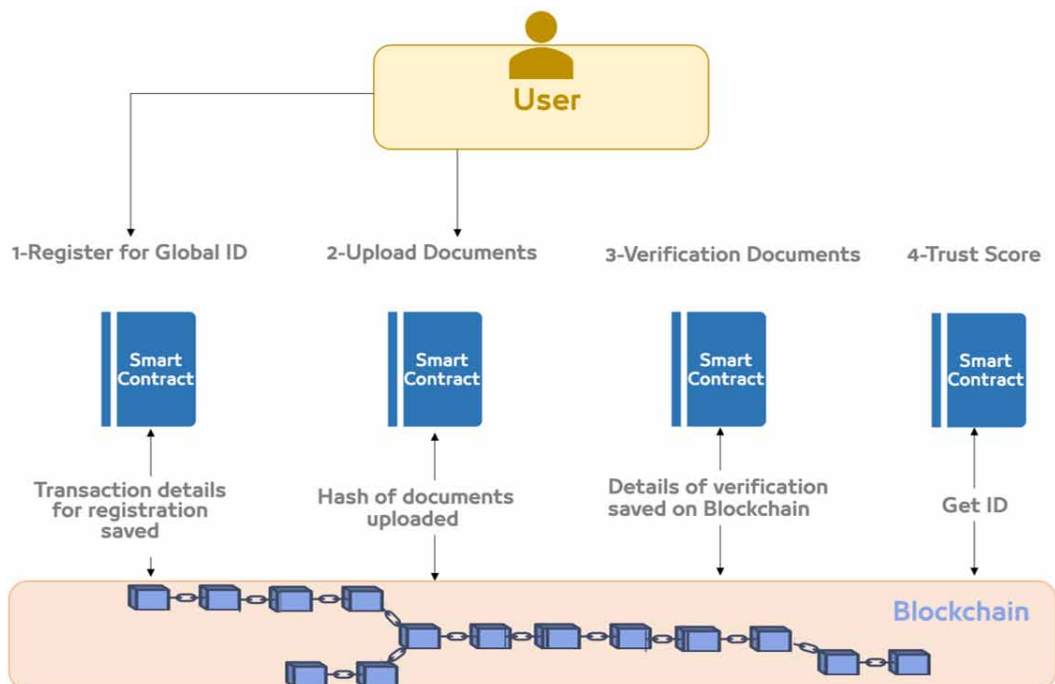 User
1-Register for Global ID
2-Upload Documents
3-Verification Documents
4-Trust Score
Smart
Contract
Smart
Contract
Smart
Contract
Smart
Contract
Transaction details
for registration
saved
Hash of documents
uploaded
Details of verification
saved on Blockchain
Get ID
Blockchain